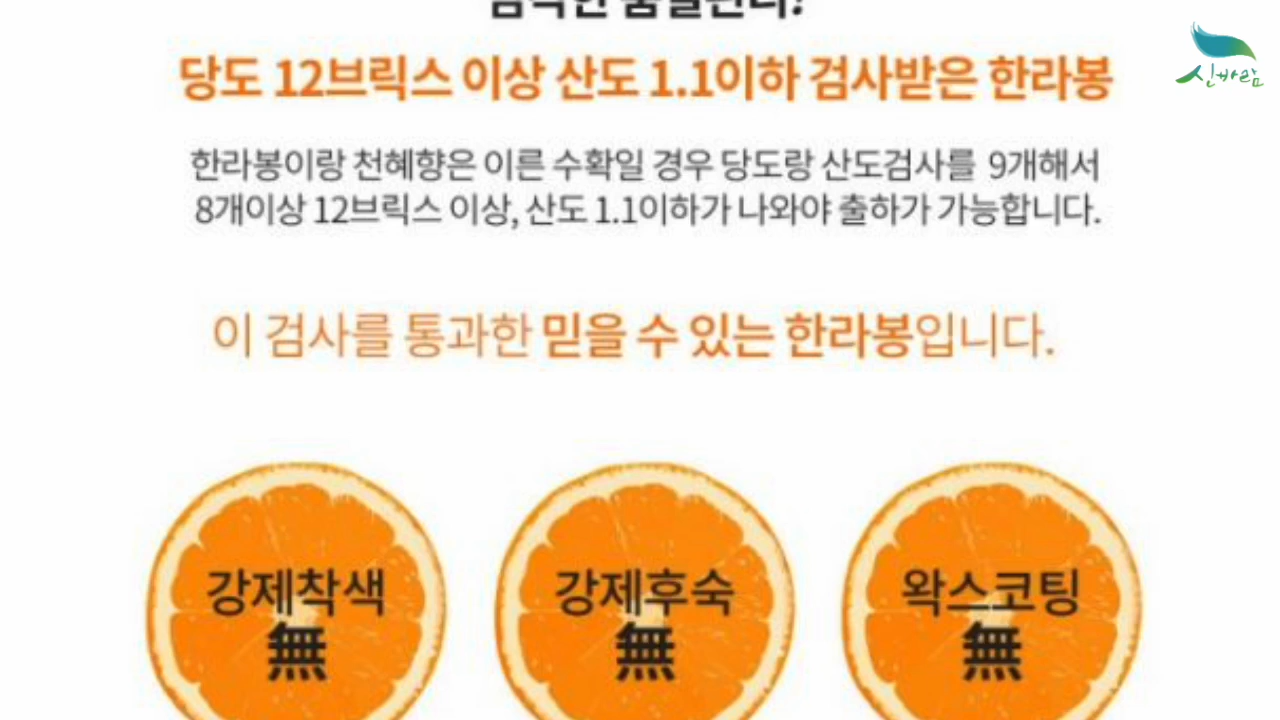 당도 12브릭스 이상 산도 1.1이하 검사받은 한라봉
신바람
한라봉이랑 천혜향은 이른 수확일 경우 당도랑 산도검사를 9개해서
8개이상 12브릭스 이상, 산도 1.1이하가 나와야 출하가 가능합니다.
이 검사를 통과한 믿을 수 있는 한라봉입니다.
강제착색
無
강제후숙
無
왁스코팅
無